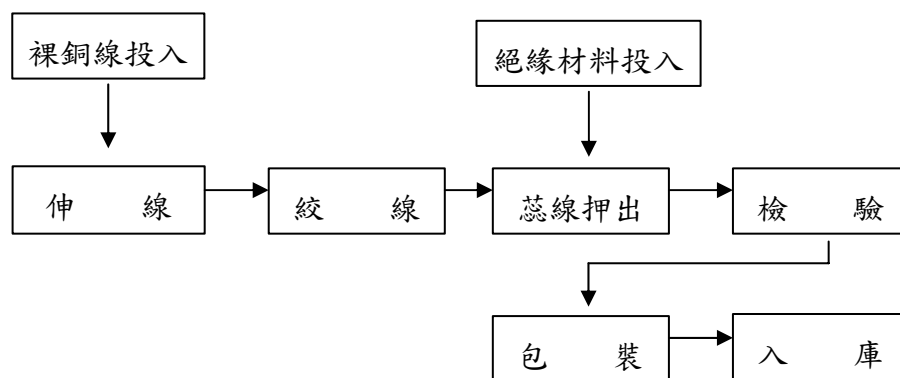 裸銅線投入
絕緣材料投入
伸線
絞線
蕊線押出
檢驗
包裝
入庫